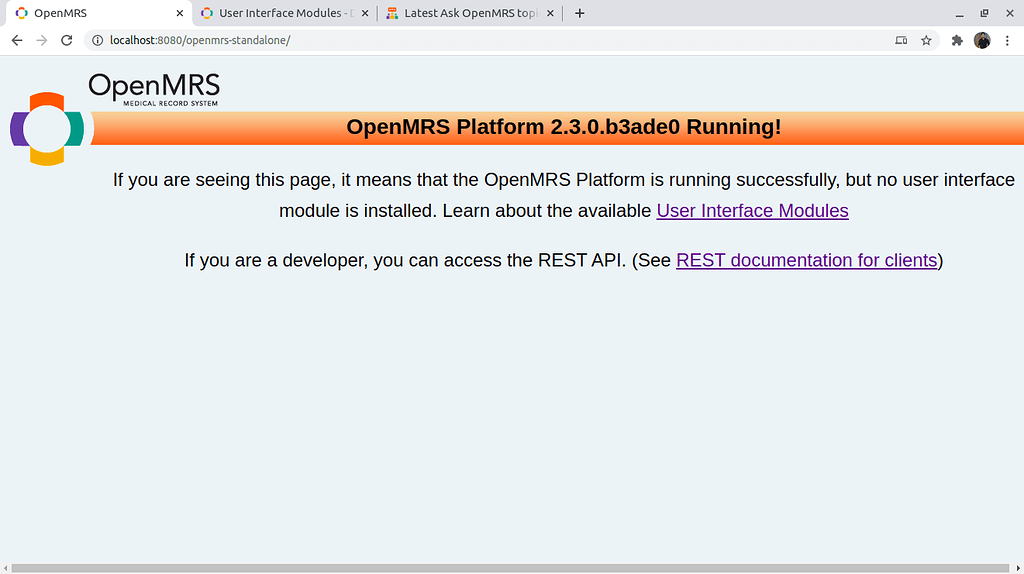 OpenMRS
User Interface Modules -
Latest Ask OpenMRS topi
localhost:8080/openmrs-standalone/
OpenMRS
MEDICAL RECORD SYSTEM
OpenMRS Platform 2.3.0.b3ade0 Running!
If you are seeing this page, it means that the OpenMRS Platform is running successfully, but no user interface
module is installed. Learn about the available User Interface Modules
If you are a developer, you can access the REST API. (See REST documentation for clients)